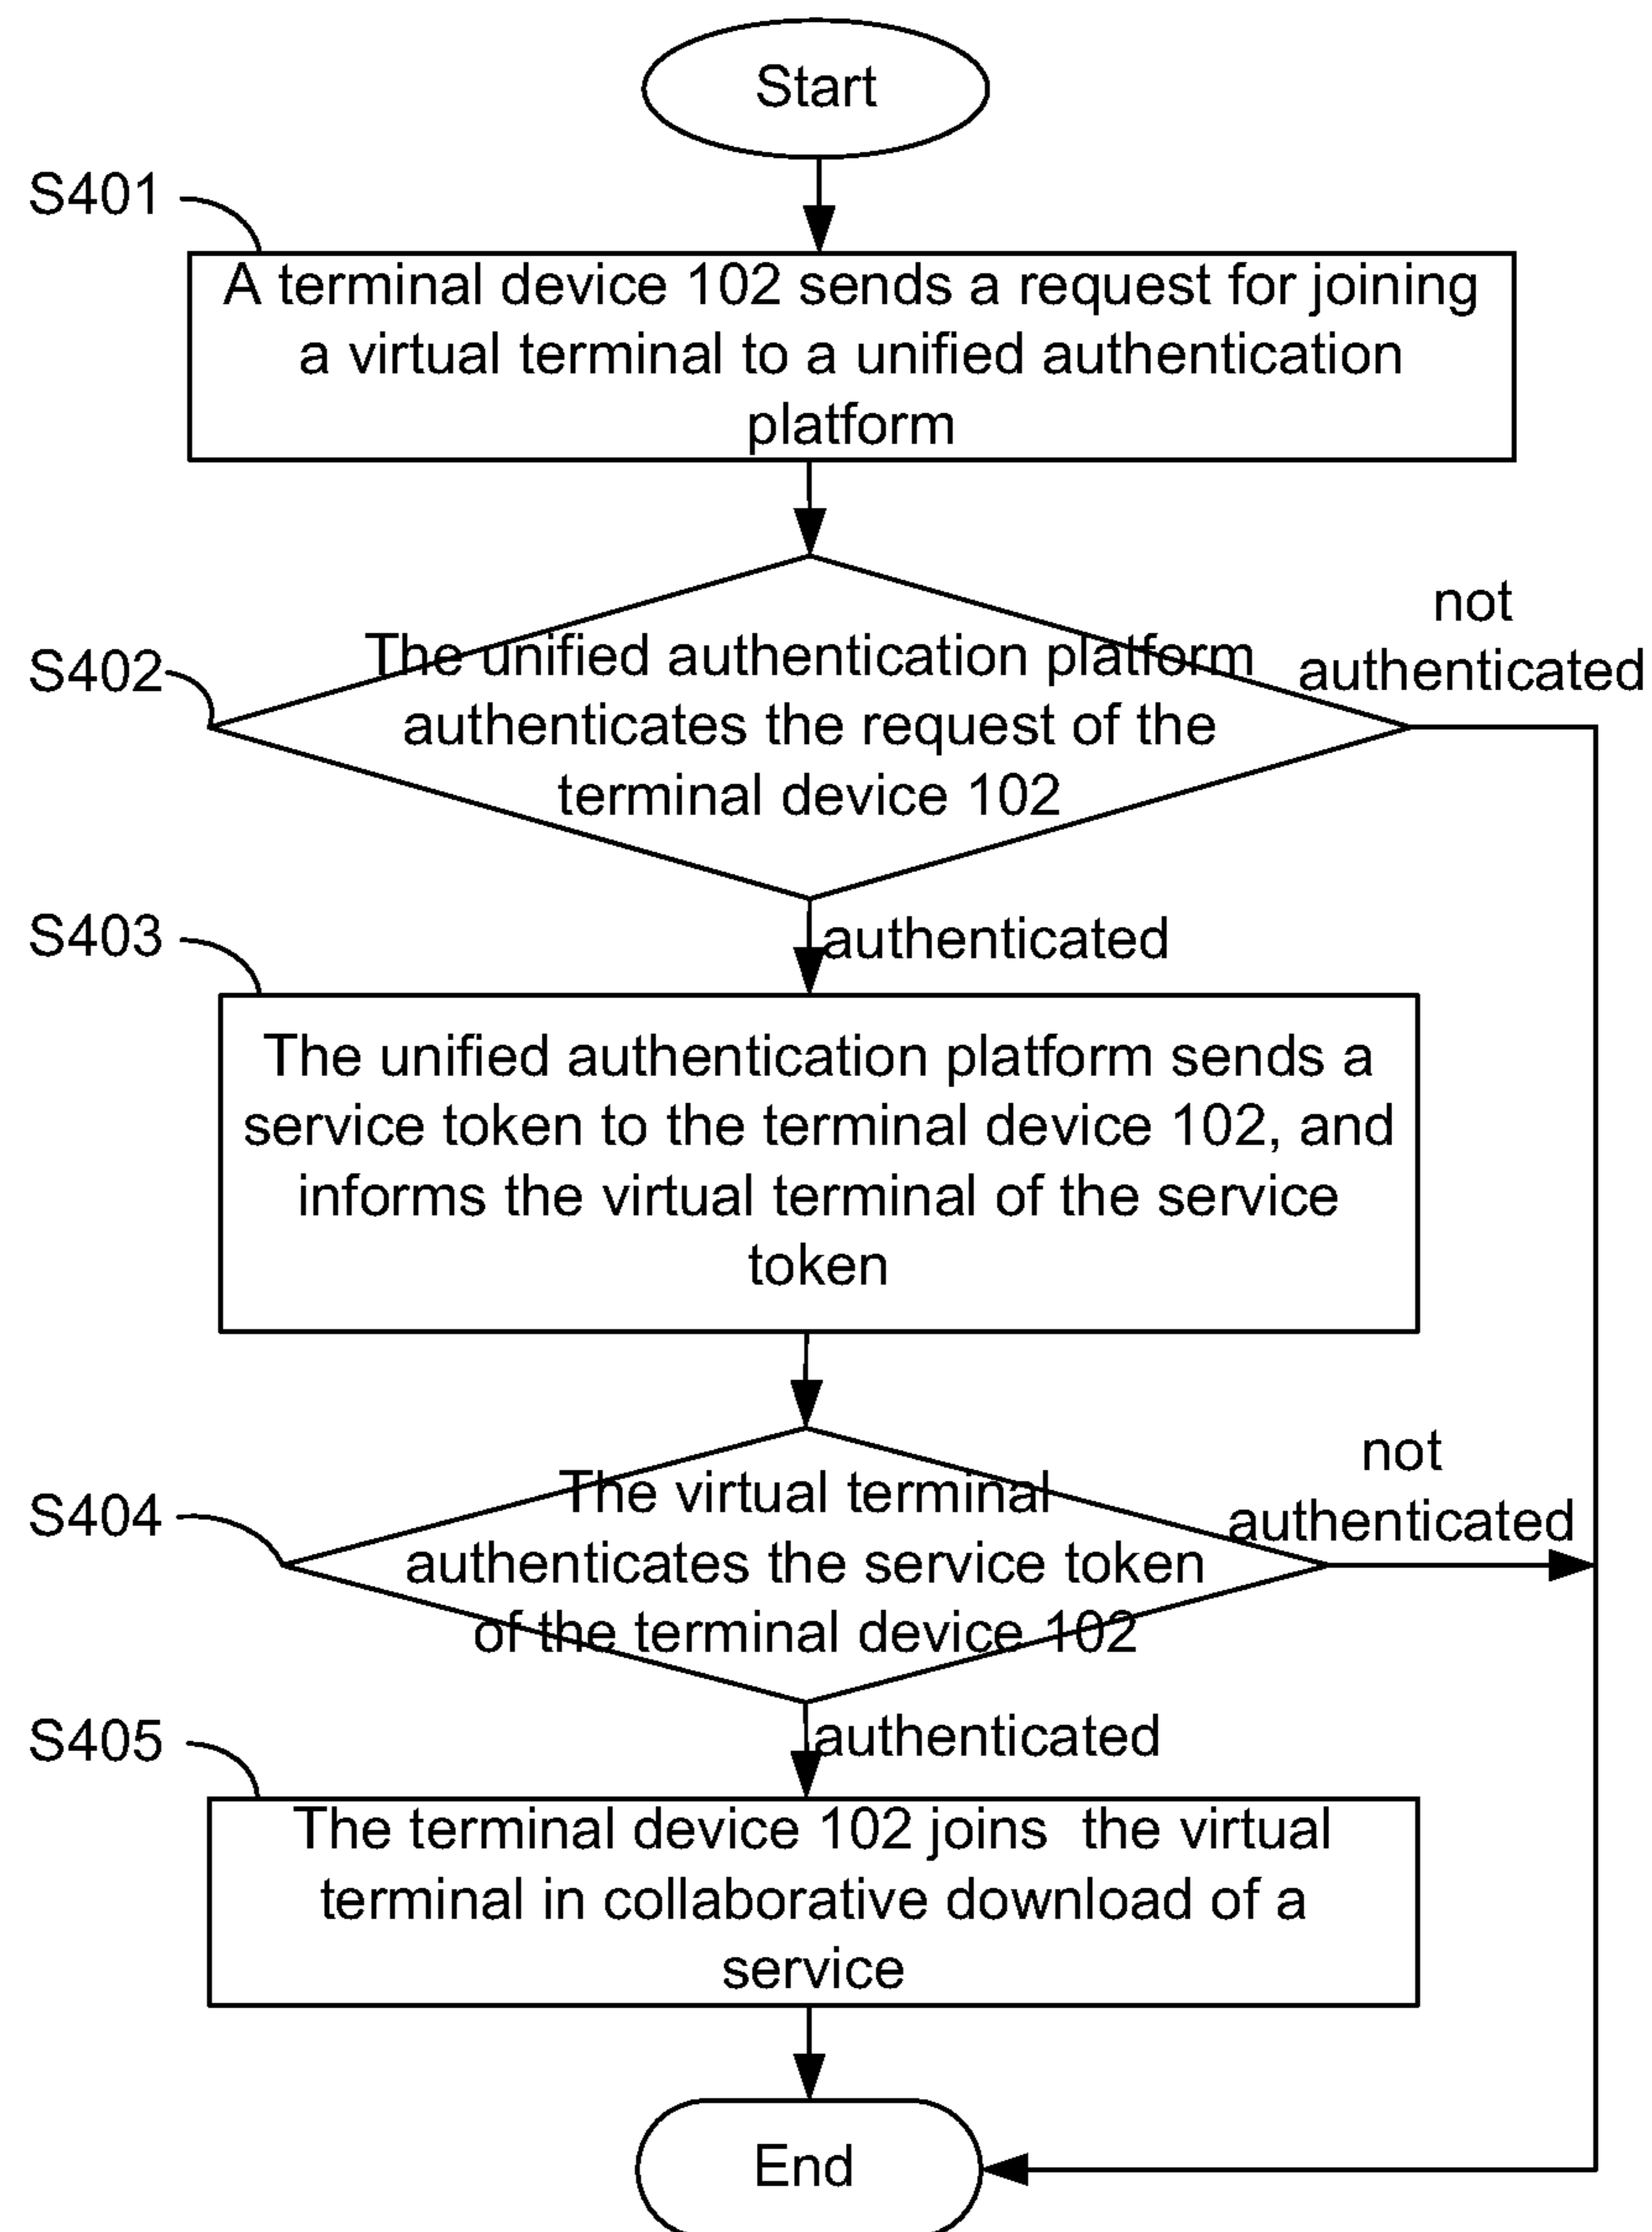 Start
S401
A terminal device 102 sends a request for joining
a virtual terminal to a unified authentication
platform
S402
The unified authentication platform
authenticates the request of the
terminal device 102
not
authenticated
authenticated
S403
The unified authentication platform sends a
service token to the terminal device 102, and
informs the virtual terminal of the service
token
S404
The virtual terminal
authenticates the service token
of the terminal device 102
not
authenticated
authenticated
S405
The terminal device 102 joins  the virtual
terminal in collaborative download of a
service
End